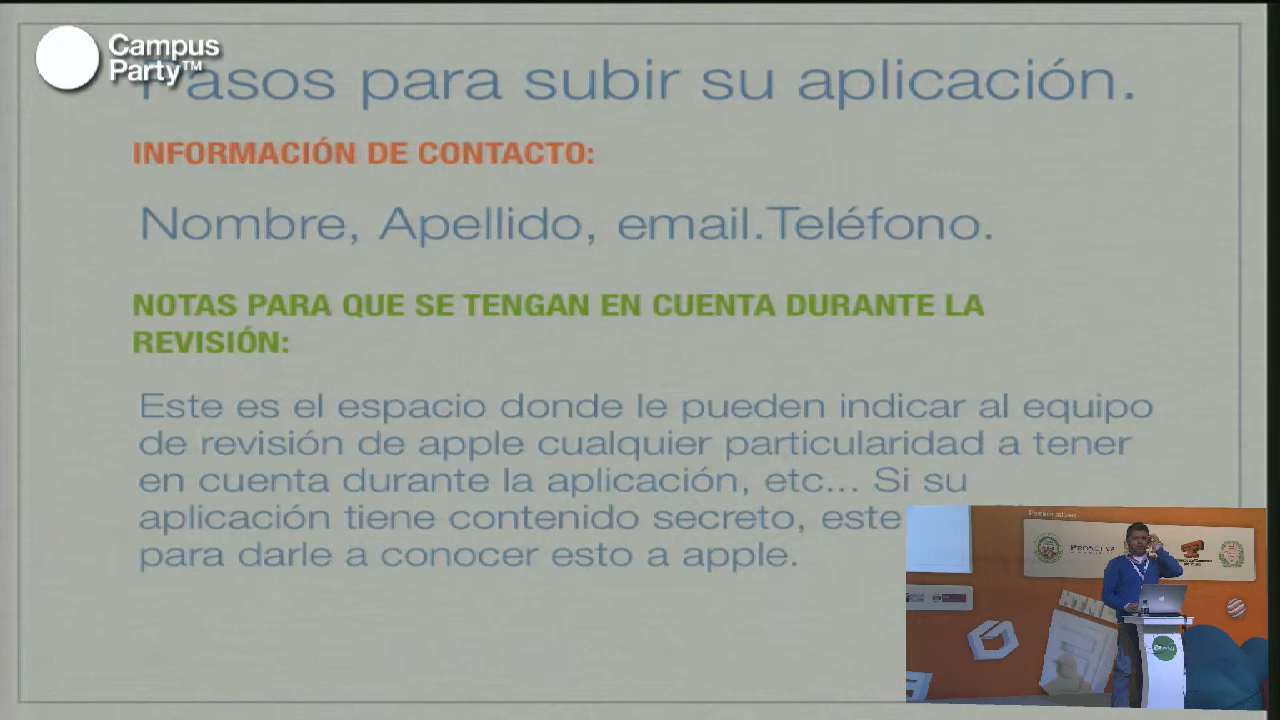 Campus
Party™
Pasos para subir su aplicación.
INFORMACIÓN DE CONTACTO:
Nombre, Apellido, email.Teléfono.
NOTAS PARA QUE SE TENGAN EN CUENTA DURANTE LA
REVISIÓN:
Este es el espacio donde le pueden indicar al equipo
de revisión de apple cualquier particularidad a tener
en cuenta durante la aplicación, etc... Si su
aplicación tiene contenido secreto, este
para darle a conocer esto a apple.